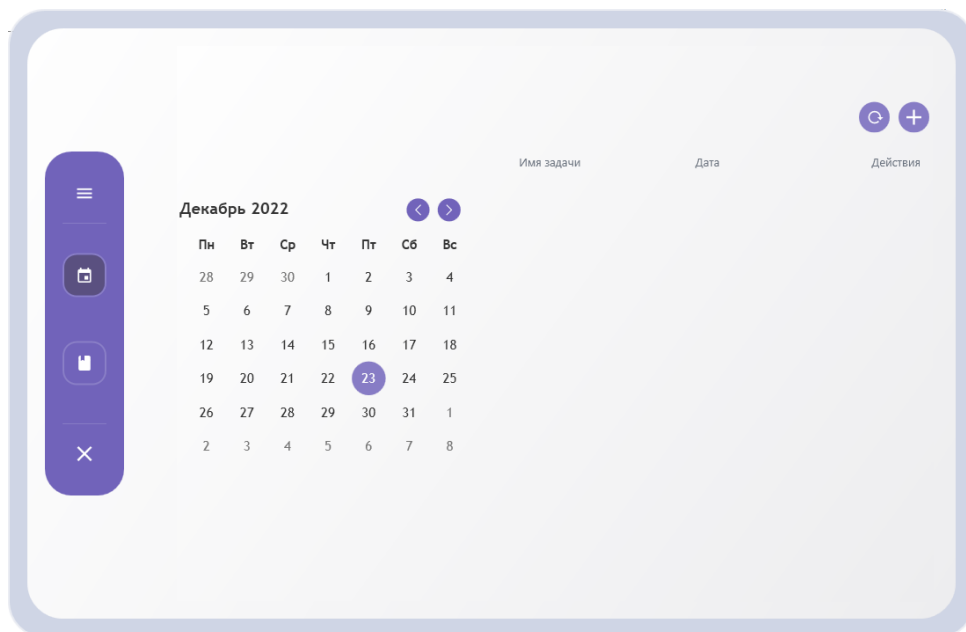 Имя задачи Дата Действия
Декабрь 2022
Пн Вт Ср Чт Пт Сб Вс
28 29 30 1 2 3 4
5 6 7 8 9 10 11
12 13 14 15 16 17 18
19 20 21 22 23 24 25
26 27 28 29 30 31 1
2 3 4 5 6 7 8